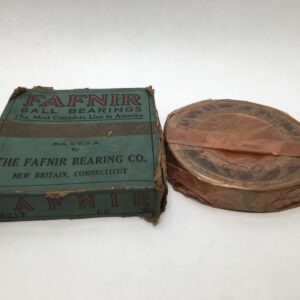 FAFNIR
BALL BEARINGS
The Most Complete Line in America
Made in U.S.A.
By
THE FAFNIR BEARING CO.
NEW BRITAIN, CONNECTICUT
FAFNIR